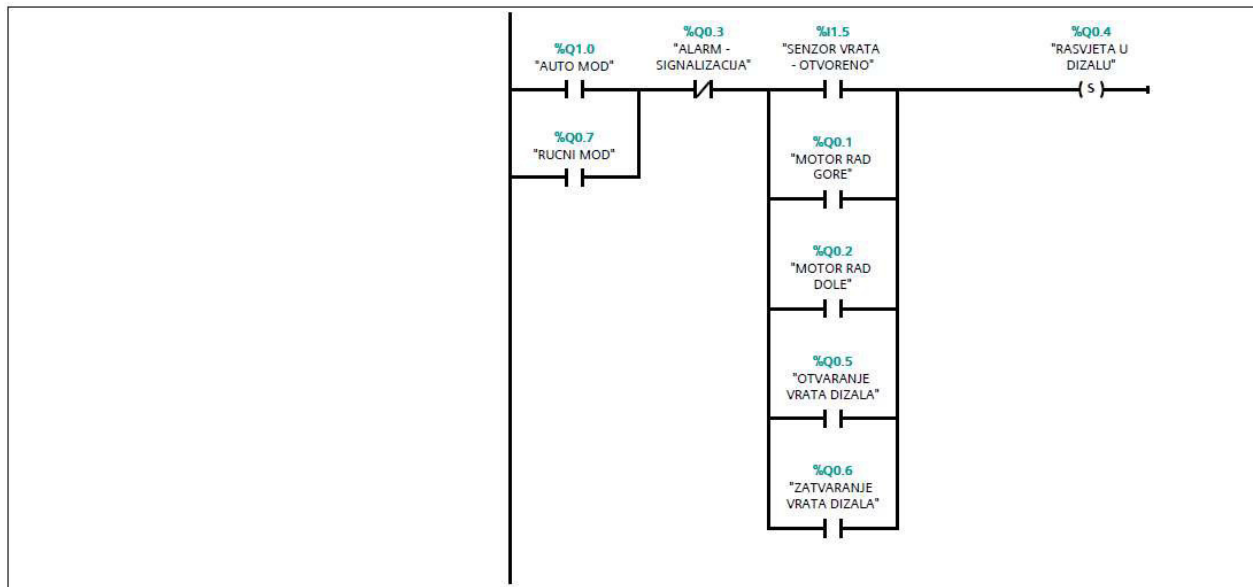 %Q1.0
"AUTO MOD"
%Q0.3
"ALARM -
SIGNALIZACIJA"
%I1.5
"SENZOR VRATA
- OTVORENO"
%Q0.4
"RASVJETA U
DIZALU"
S
%Q0.7
"RUCNI MOD"
%Q0.1
"MOTOR RAD
GORE"
%Q0.2
"MOTOR RAD
DOLE"
%Q0.5
"OTVARANJE
VRATA DIZALA"
%Q0.6
"ZATVARANJE
VRATA DIZALA"